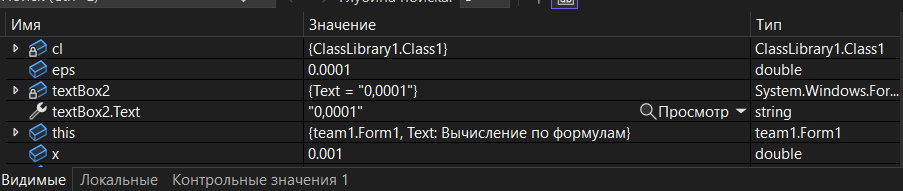 Глубина поиска:
Имя Значение Тип
cl {ClassLibrary1.Class1} ClassLibrary1.Class1
eps 0.0001 double
textBox2 {Text = "0,0001"} System.Windows.For...
textBox2.Text "0,0001" Просмотр string
this {team1.Form1, Text: Вычисление по формулам} team1.Form1
x 0.001 double
Видимые Локальные Контрольные значения 1